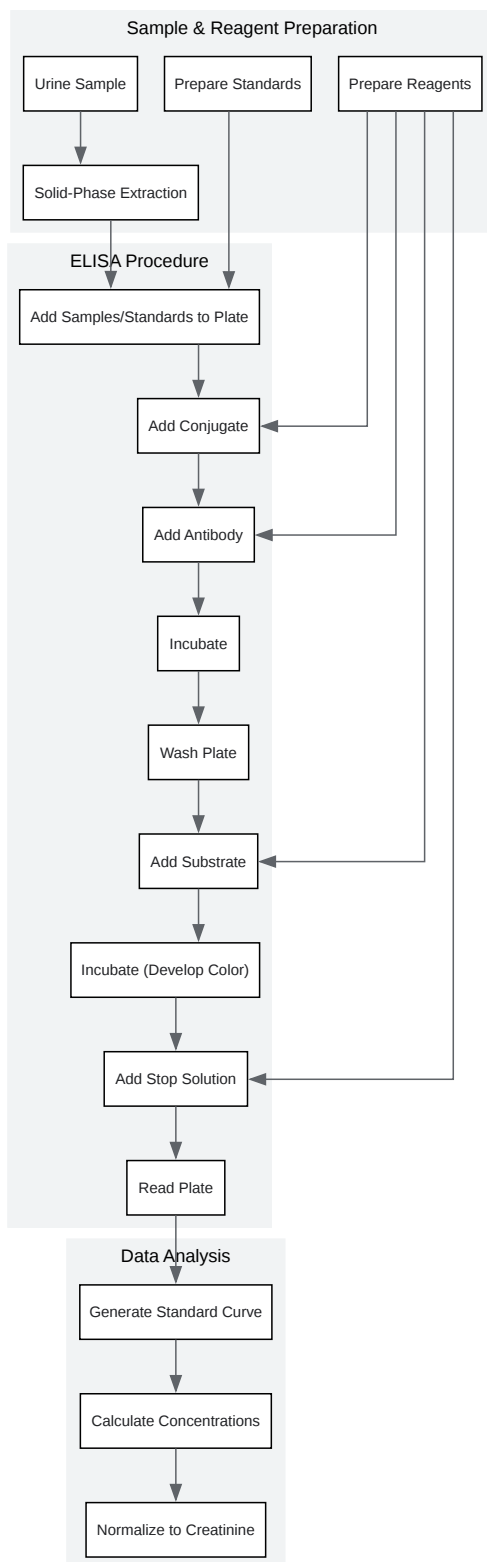 Sample & Reagent Preparation
Urine Sample
Prepare Standards
Prepare Reagents
Solid-Phase Extraction
ELISA Procedure
Add Samples/Standards to Plate
Add Conjugate
Add Antibody
Incubate
Wash Plate
Add Substrate
Incubate (Develop Color)
Add Stop Solution
Read Plate
Data Analysis
Generate Standard Curve
Calculate Concentrations
Normalize to Creatinine